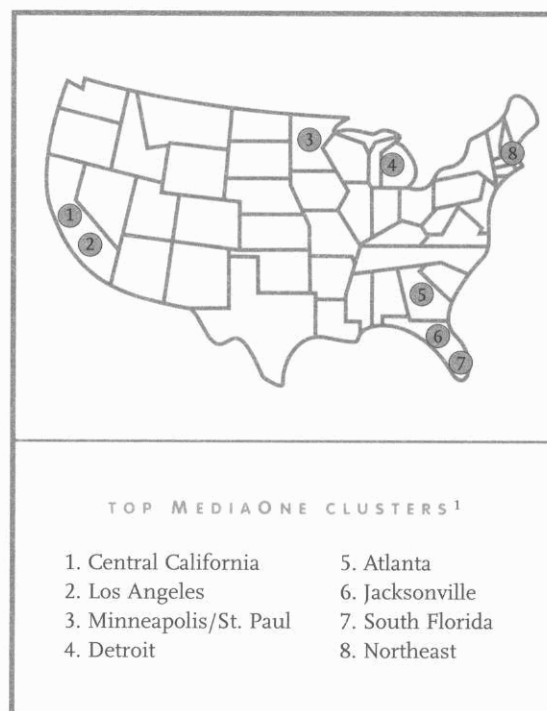 3
8
4
1
2
5
6
7
TOP MEDIAONE CLUSTERS¹
1. Central California
2. Los Angeles
3. Minneapolis/St. Paul
4. Detroit
5. Atlanta
6. Jacksonville
7. South Florida
8. Northeast